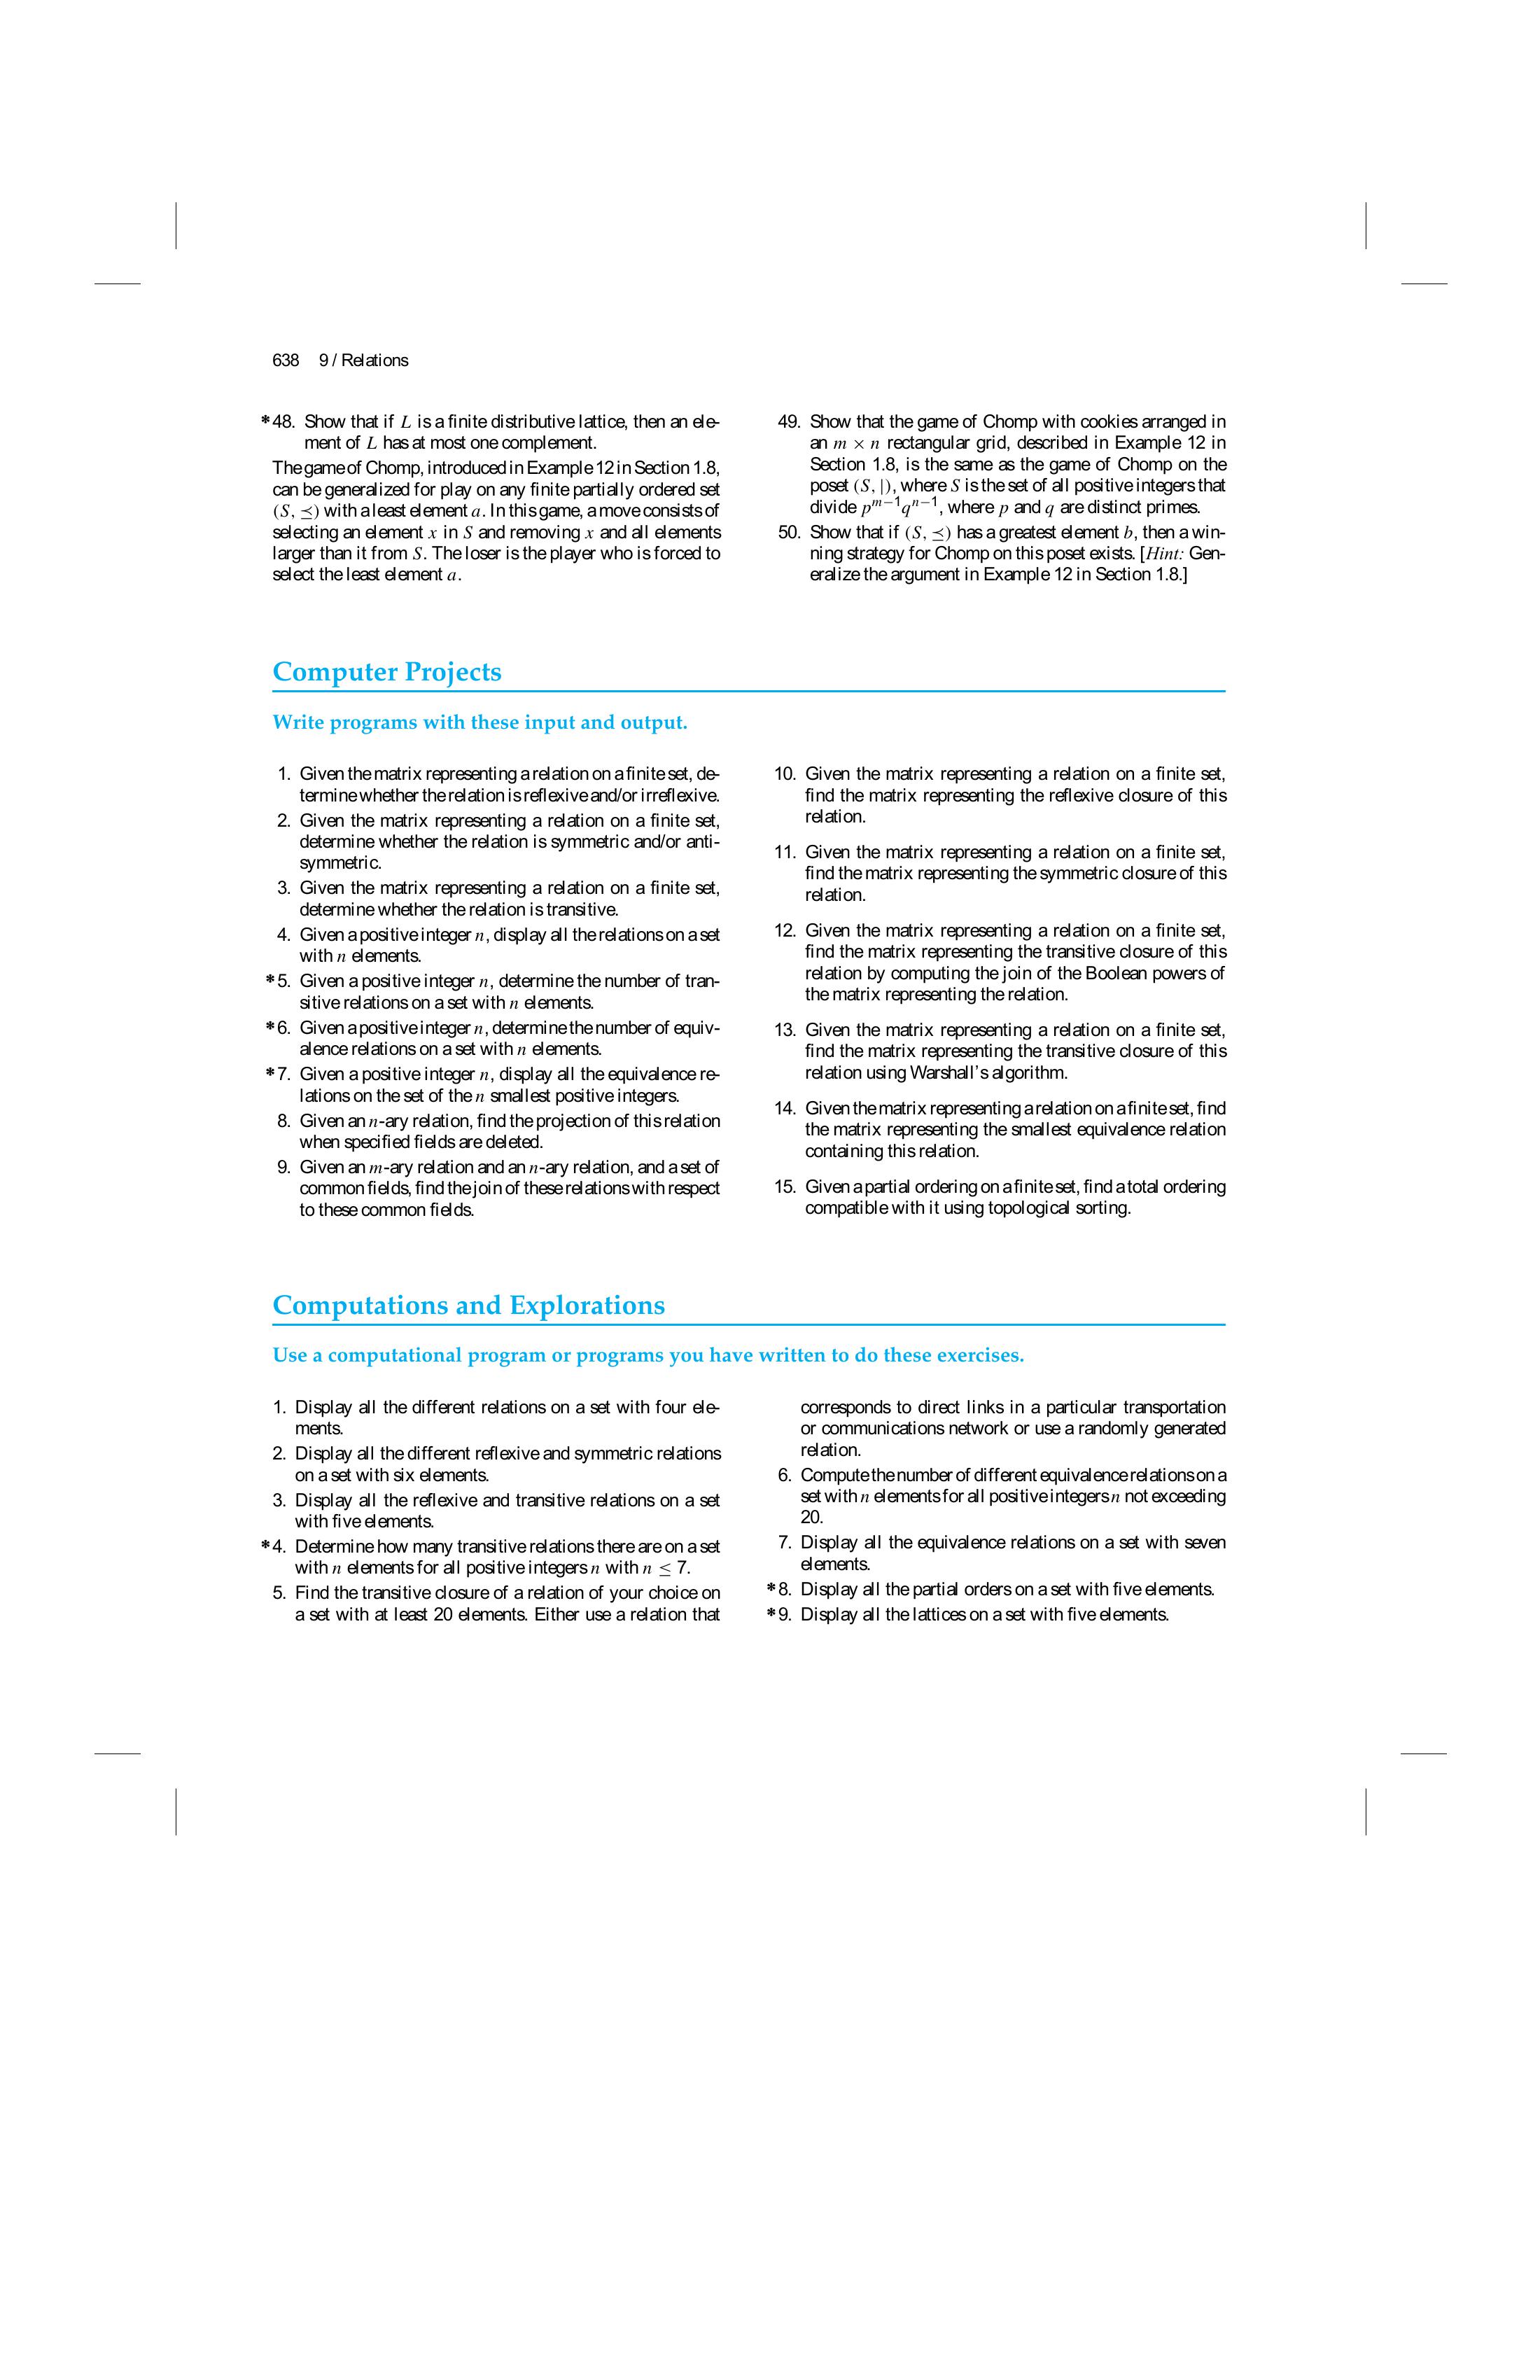 638 9 / Relations
*48. Show that if L is a finite distributive lattice, then an ele-
ment of L has at most one complement.
The game of Chomp, introduced in Example 12 in Section 1.8,
can be generalized for play on any finite partially ordered set
(S, ⪯) with a least element a. In this game, a move consists of
selecting an element x in S and removing x and all elements
larger than it from S. The loser is the player who is forced to
select the least element a.
49. Show that the game of Chomp with cookies arranged in
an m × n rectangular grid, described in Example 12 in
Section 1.8, is the same as the game of Chomp on the
poset (S, |), where S is the set of all positive integers that
divide p^{m−1}q^{n−1}, where p and q are distinct primes.
50. Show that if (S, ⪯) has a greatest element b, then a win-
ning strategy for Chomp on this poset exists. [Hint: Gen-
eralize the argument in Example 12 in Section 1.8.]
Computer Projects
Write programs with these input and output.
1. Given the matrix representing a relation on a finite set, de-
termine whether the relation is reflexive and/or irreflexive.
2. Given the matrix representing a relation on a finite set,
determine whether the relation is symmetric and/or anti-
symmetric.
3. Given the matrix representing a relation on a finite set,
determine whether the relation is transitive.
4. Given a positive integer n, display all the relations on a set
with n elements.
*5. Given a positive integer n, determine the number of tran-
sitive relations on a set with n elements.
*6. Given a positive integer n, determine the number of equiv-
alence relations on a set with n elements.
*7. Given a positive integer n, display all the equivalence re-
lations on the set of the n smallest positive integers.
8. Given an n-ary relation, find the projection of this relation
when specified fields are deleted.
9. Given an m-ary relation and an n-ary relation, and a set of
common fields, find the join of these relations with respect
to these common fields.
10. Given the matrix representing a relation on a finite set,
find the matrix representing the reflexive closure of this
relation.
11. Given the matrix representing a relation on a finite set,
find the matrix representing the symmetric closure of this
relation.
12. Given the matrix representing a relation on a finite set,
find the matrix representing the transitive closure of this
relation by computing the join of the Boolean powers of
the matrix representing the relation.
13. Given the matrix representing a relation on a finite set,
find the matrix representing the transitive closure of this
relation using Warshall's algorithm.
14. Given the matrix representing a relation on a finite set, find
the matrix representing the smallest equivalence relation
containing this relation.
15. Given a partial ordering on a finite set, find a total ordering
compatible with it using topological sorting.
Computations and Explorations
Use a computational program or programs you have written to do these exercises.
1. Display all the different relations on a set with four ele-
ments.
2. Display all the different reflexive and symmetric relations
on a set with six elements.
3. Display all the reflexive and transitive relations on a set
with five elements.
*4. Determine how many transitive relations there are on a set
with n elements for all positive integers n with n ≤ 7.
5. Find the transitive closure of a relation of your choice on
a set with at least 20 elements. Either use a relation that
corresponds to direct links in a particular transportation
or communications network or use a randomly generated
relation.
6. Compute the number of different equivalence relations on a
set with n elements for all positive integers n not exceeding
20.
7. Display all the equivalence relations on a set with seven
elements.
*8. Display all the partial orders on a set with five elements.
*9. Display all the lattices on a set with five elements.